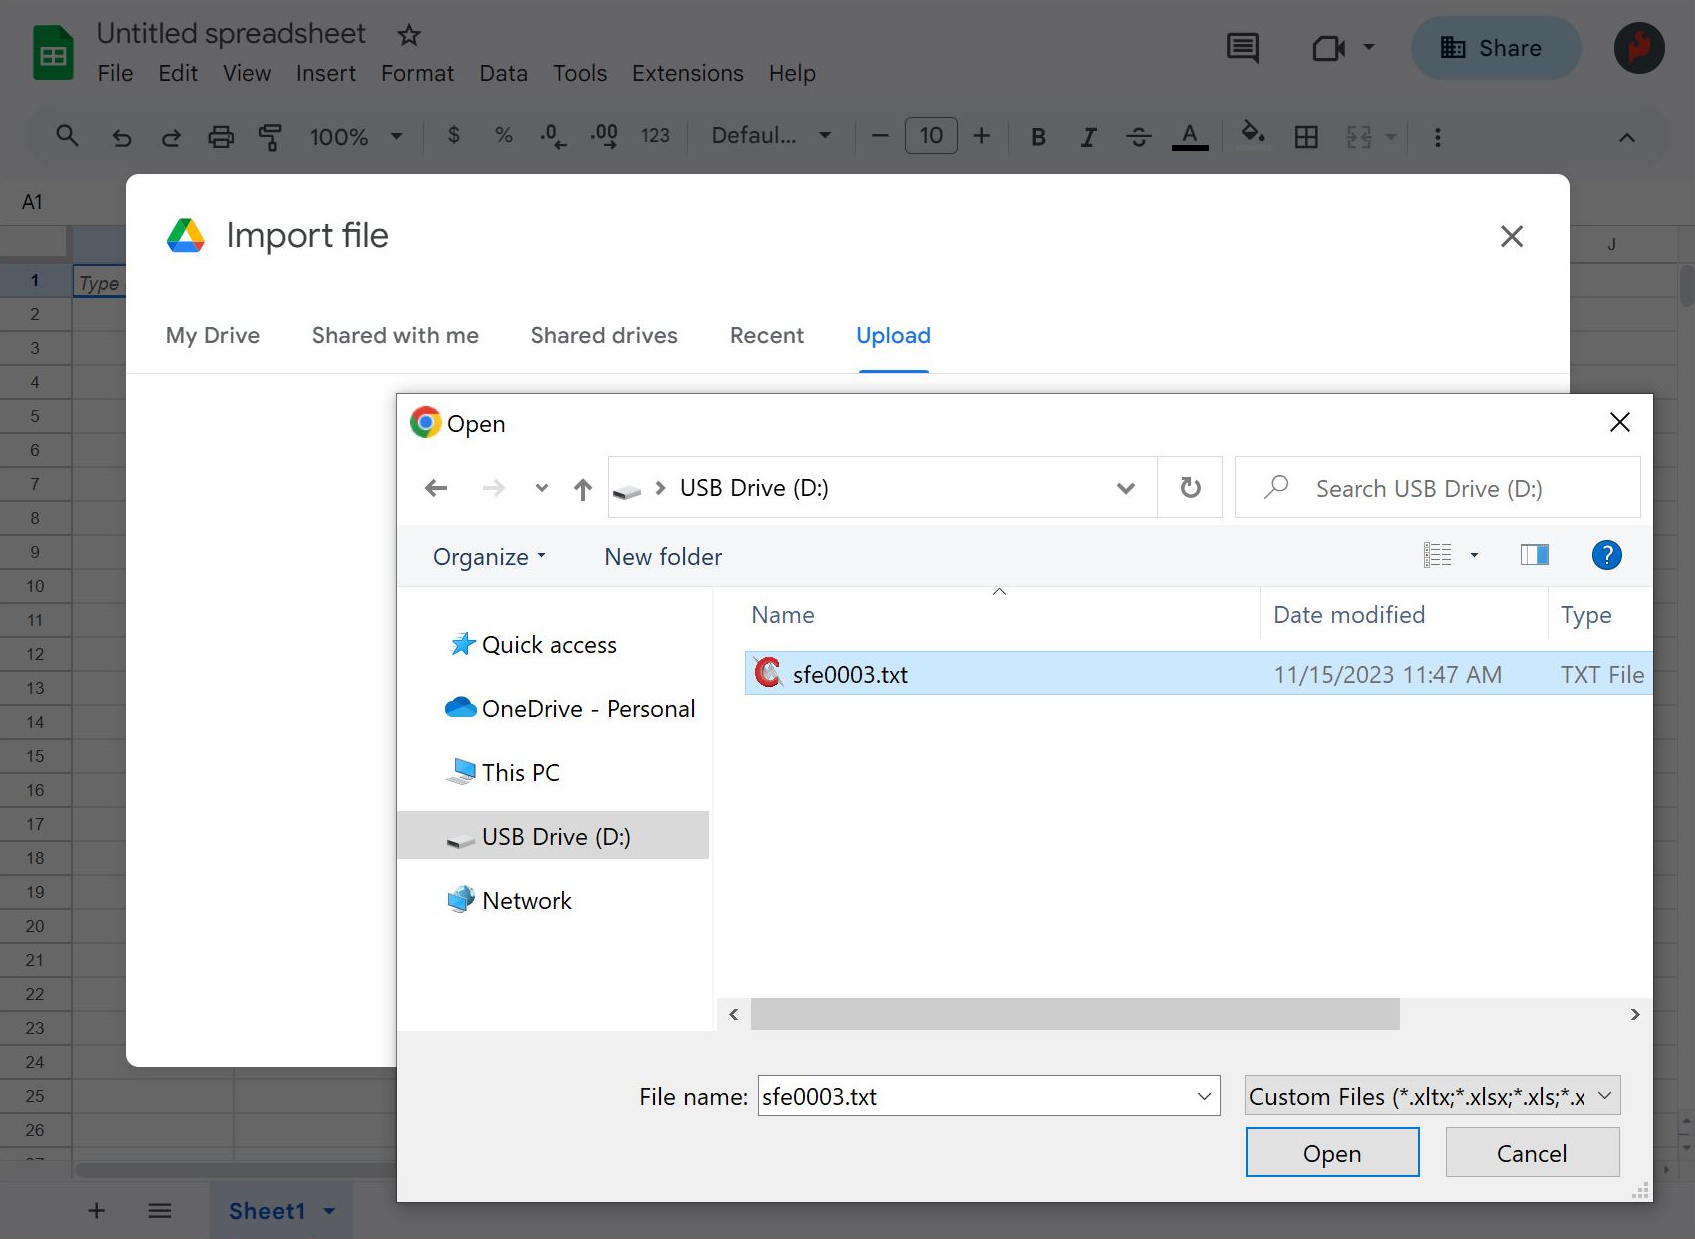 Untitled spreadsheet
File Edit View Insert Format Data Tools Extensions Help
Share
100% $ % .0 .00 123 Defaul... 10 B I S A
A1
Import file
J
1 Type
2
My Drive Shared with me Shared drives Recent Upload
3
4
5
Open
6
7
USB Drive (D:) Search USB Drive (D:)
8
9
Organize New folder ?
10
11
Name Date modified Type
12
Quick access
13
sfe0003.txt 11/15/2023 11:47 AM TXT File
14
OneDrive - Personal
15
This PC
16
17
USB Drive (D:)
18
19
Network
20
21
22
23
24
25
File name: sfe0003.txt Custom Files (*.xltx;*.xlsx;*.xls;*.x
26
Open Cancel
Sheet1